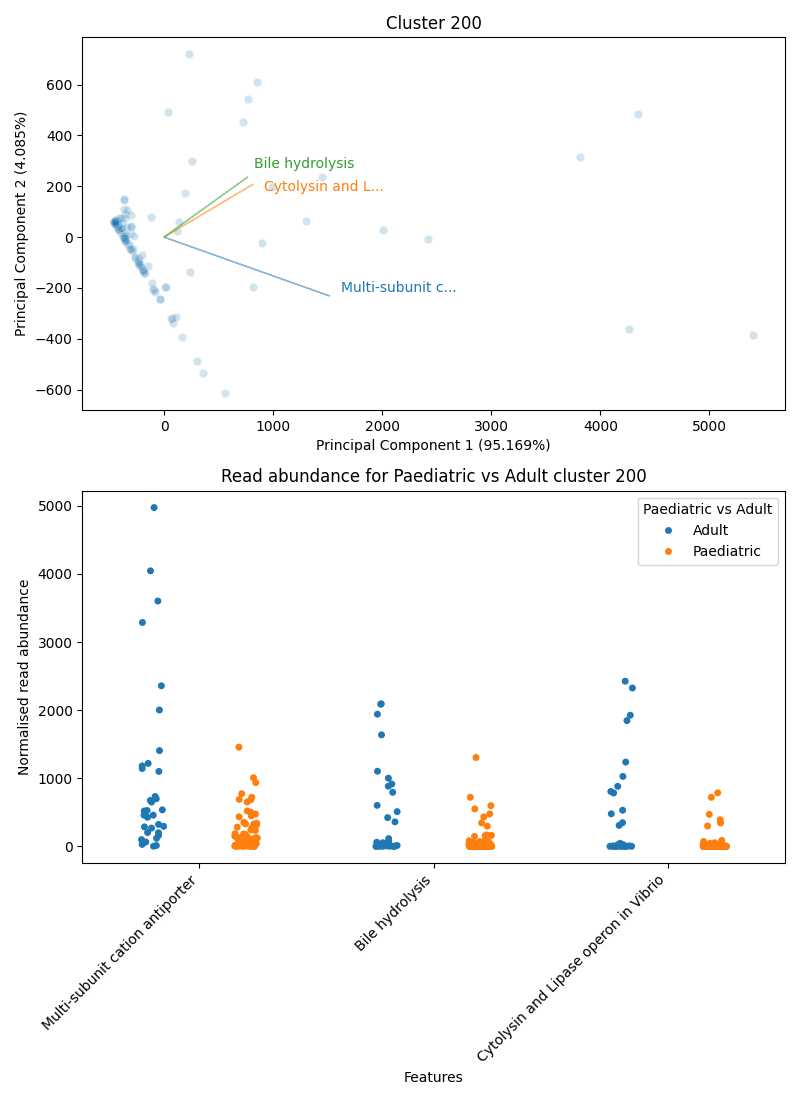 Cluster 200
Principal Component 2 (4.085%)
600
400
200
0
−200
−400
−600
Bile hydrolysis
Cytolysin and L...
Multi-subunit c...
0
1000
2000
3000
4000
5000
Principal Component 1 (95.169%)
Read abundance for Paediatric vs Adult cluster 200
Normalised read abundance
5000
4000
3000
2000
1000
0
Paediatric vs Adult
Adult
Paediatric
Multi-subunit cation antiporter
Bile hydrolysis
Cytolysin and Lipase operon in Vibrio
Features